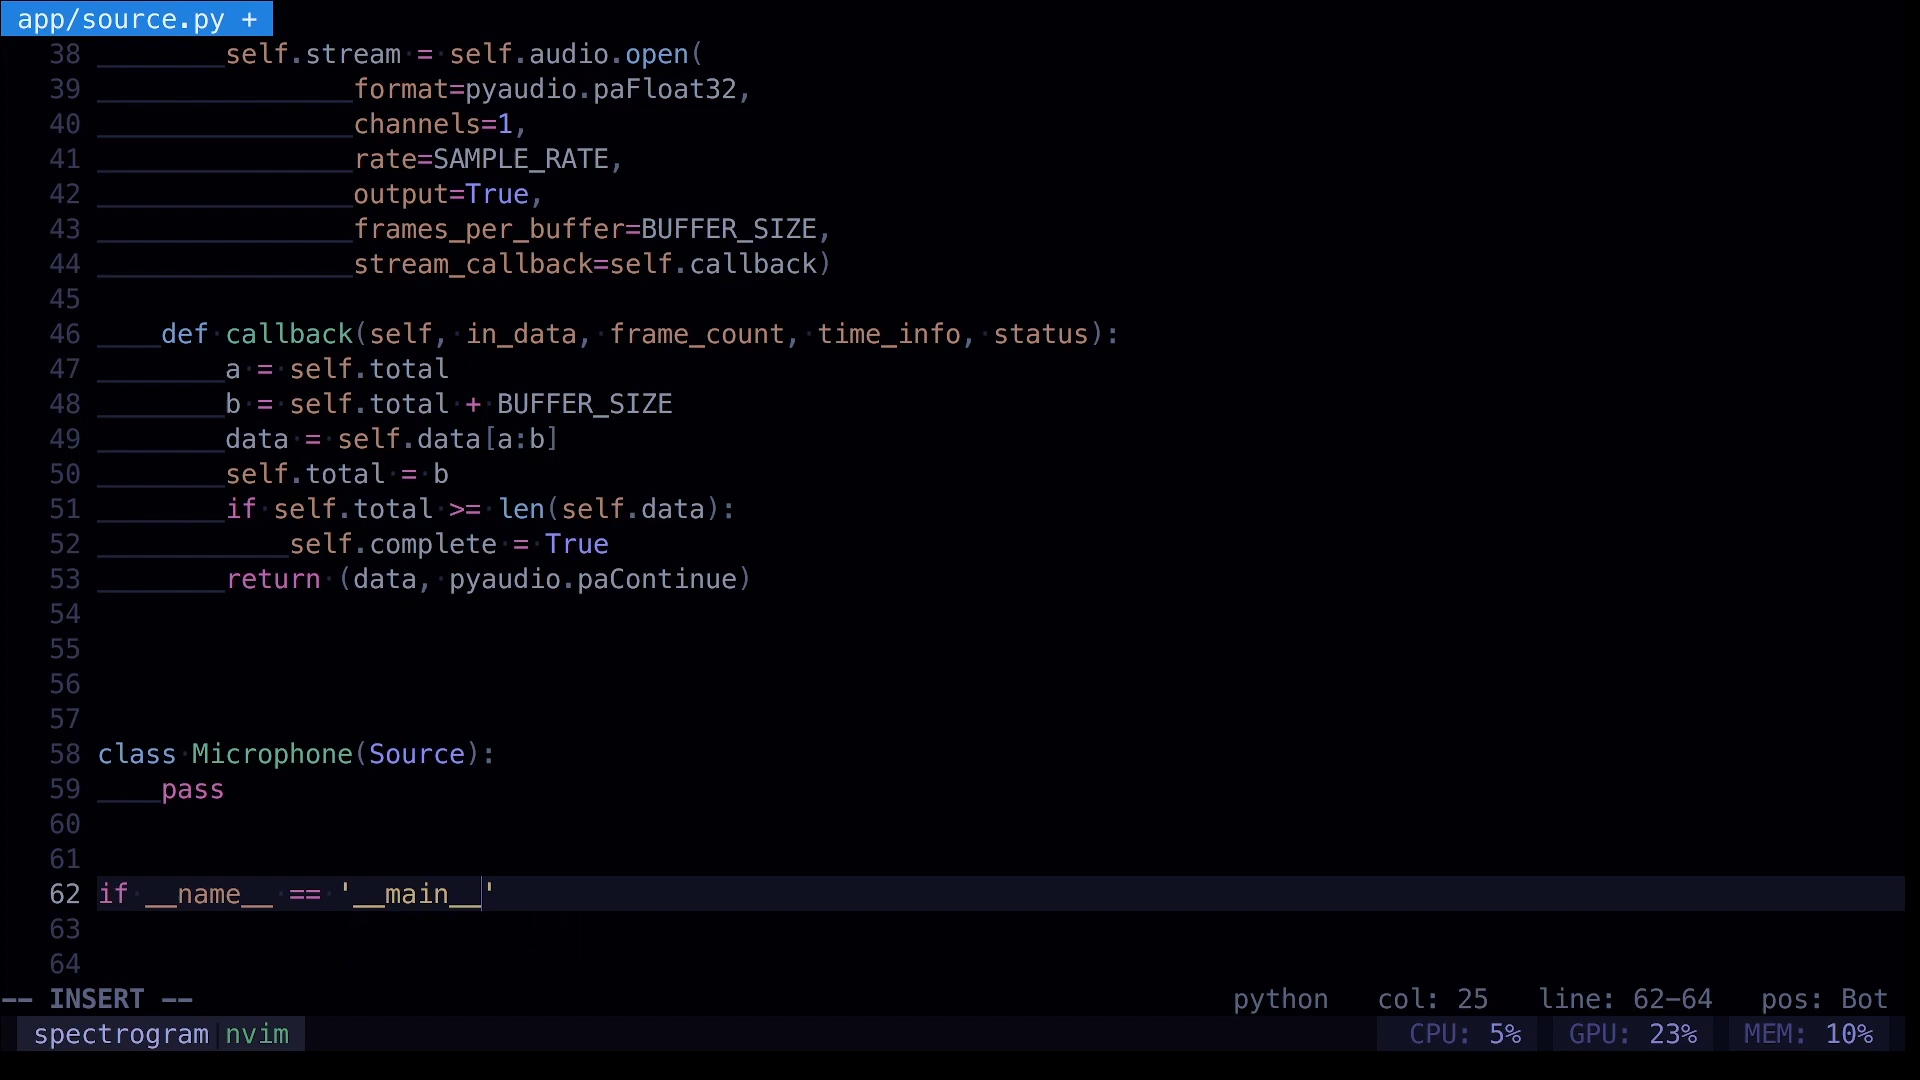 app/source.py +
38 self.stream = self.audio.open(
39 format=pyaudio.paFloat32,
40 channels=1,
41 rate=SAMPLE_RATE,
42 output=True,
43 frames_per_buffer=BUFFER_SIZE,
44 stream_callback=self.callback)
45
46 def callback(self, in_data, frame_count, time_info, status):
47 a = self.total
48 b = self.total + BUFFER_SIZE
49 data = self.data[a:b]
50 self.total = b
51 if self.total >= len(self.data):
52 self.complete = True
53 return (data, pyaudio.paContinue)
54
55
56
57
58 class Microphone(Source):
59 pass
60
61
62 if __name__ == '__main__'
63
64
-- INSERT -- python col: 25 line: 62-64 pos: Bot
spectrogram nvim CPU: 5% GPU: 23% MEM: 10%